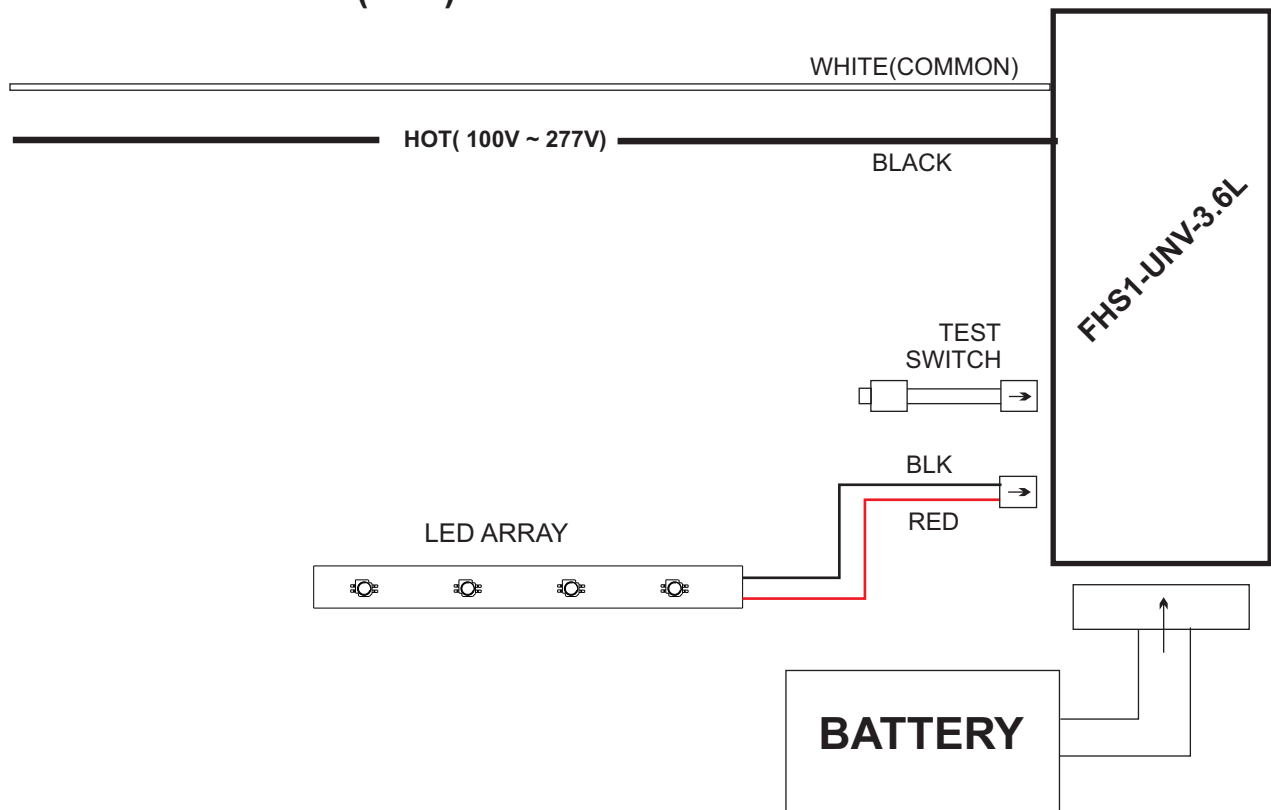 WHITE(COMMON)
HOT( 100V ~ 277V)
BLACK
FHS1-UNV-3.6L
TEST
SWITCH
BLK
RED
LED ARRAY
BATTERY